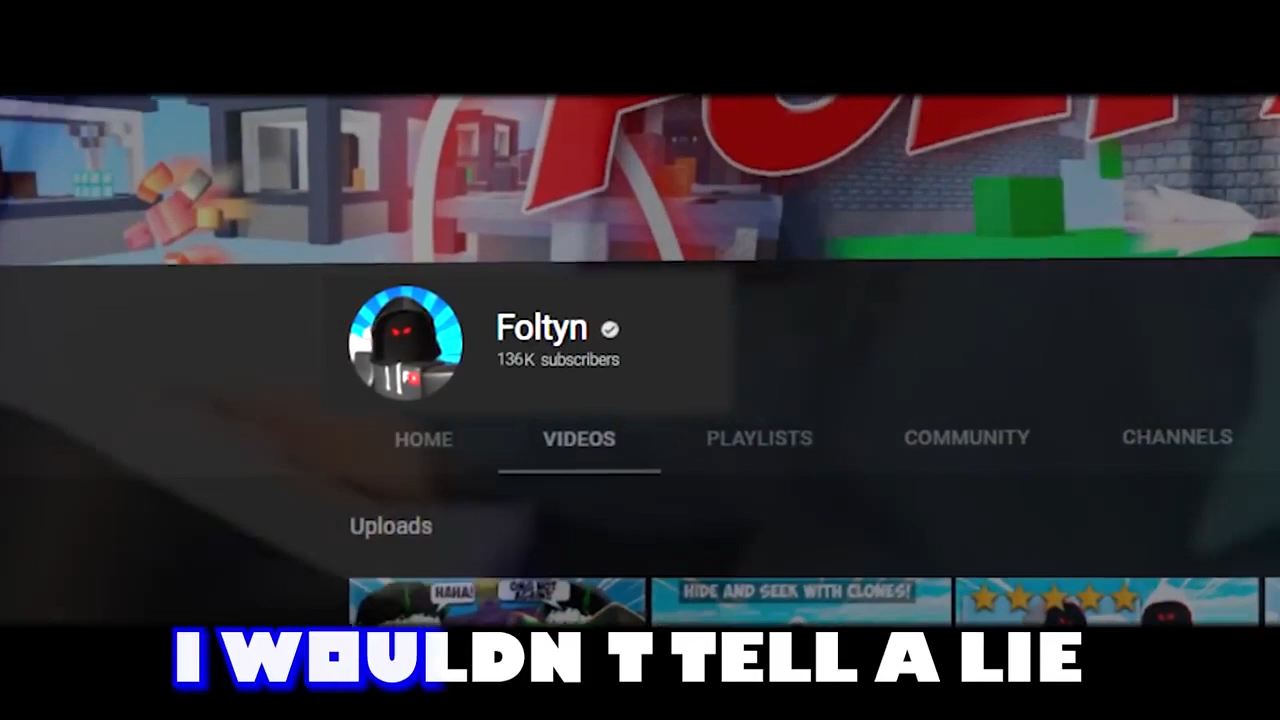 Foltyn
136K subscribers
HOME VIDEOS PLAYLISTS COMMUNITY CHANNELS
Uploads
HAHA!
HIDE AND SEEK WITH CLONES!
I WOULDN T TELL A LIE